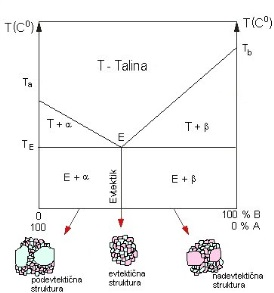 T(C⁰)
T(C⁰)
T - Talina
Tb
Ta
T + α
E
T + β
TE
E + α
Evtektik
E + β
0
100
% B
100
0
% A
podevtektična
struktura
evtektična
struktura
nadevtektična
struktura